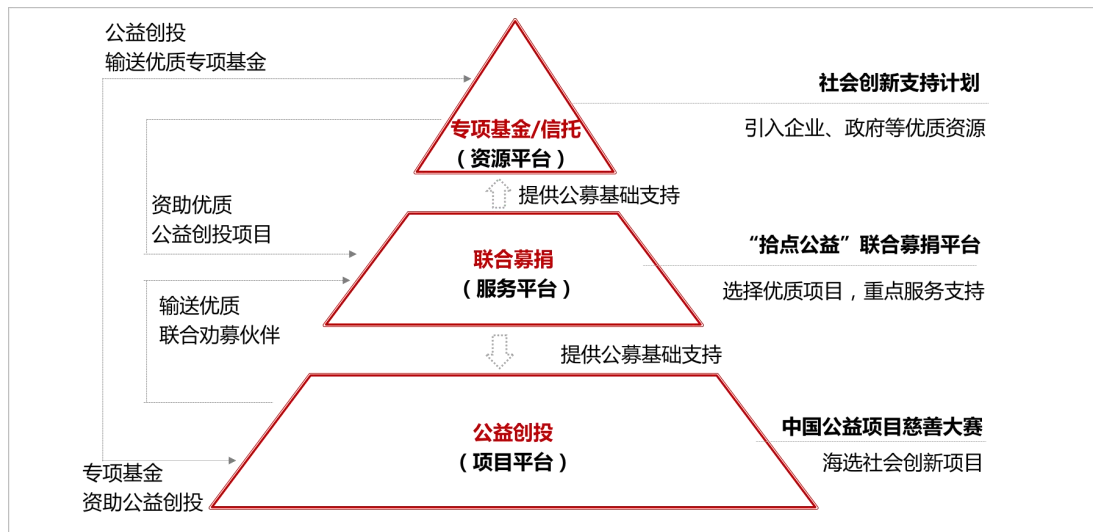 公益创投
输送优质专项基金
社会创新支持计划
专项基金/信托
（资源平台）
引入企业、政府等优质资源
提供公募基础支持
资助优质
公益创投项目
“拾点公益”联合募捐平台
联合募捐
（服务平台）
选择优质项目，重点服务支持
输送优质
联合劝募伙伴
提供公募基础支持
中国公益项目慈善大赛
公益创投
（项目平台）
海选社会创新项目
专项基金
资助公益创投